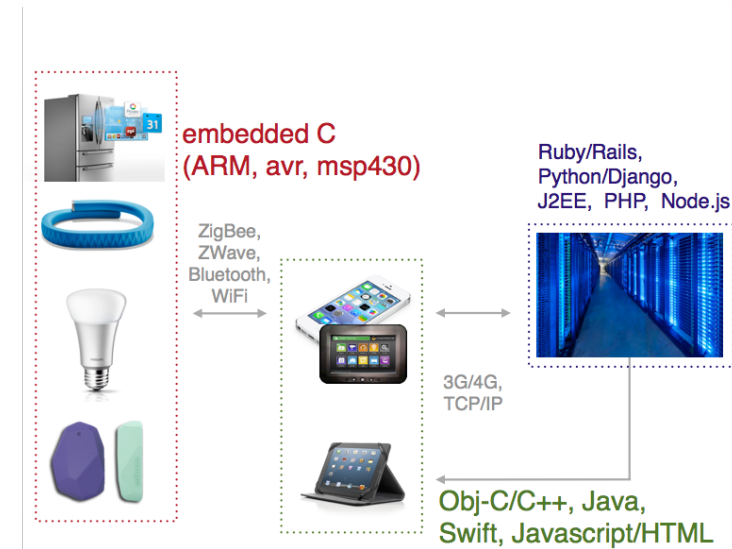 embedded C
(ARM, avr, msp430)
Ruby/Rails,
Python/Django,
J2EE, PHP, Node.js
ZigBee,
ZWave,
Bluetooth,
WiFi
3G/4G,
TCP/IP
Obj-C/C++, Java,
Swift, Javascript/HTML
31